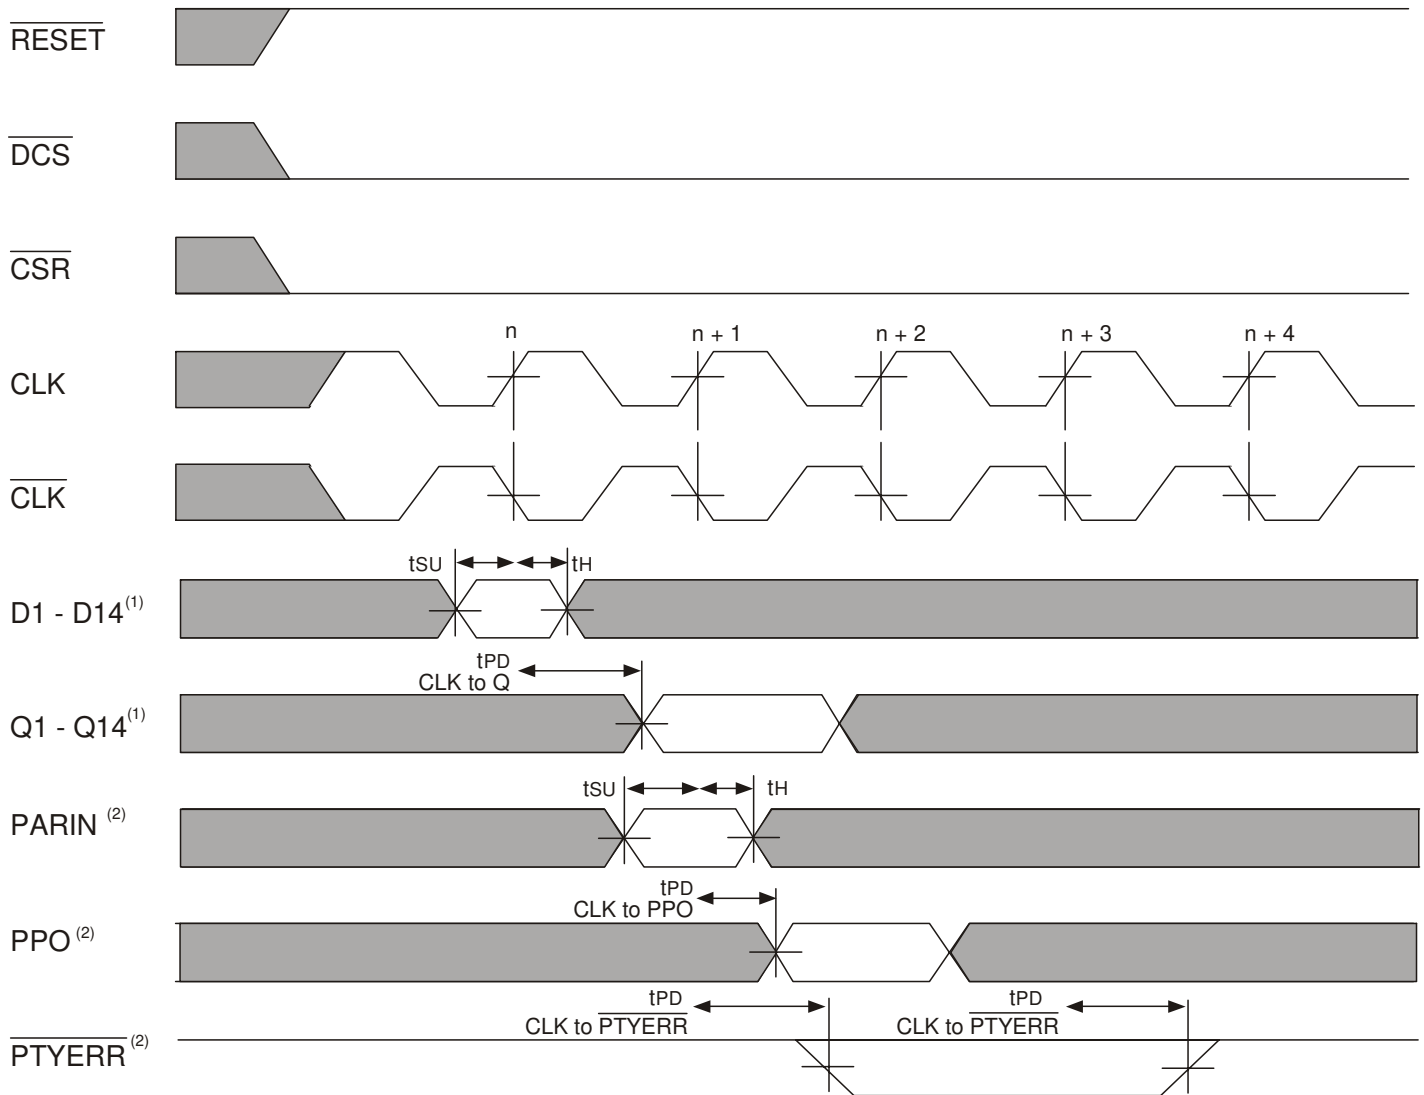 RESET
DCS
CSR
n n + 1 n + 2 n + 3 n + 4
CLK
CLK
tSU tH
D1 - D14(1)
tPD
CLK to Q
Q1 - Q14(1)
tSU tH
PARIN (2)
tPD
CLK to PPO
PPO (2)
tPD tPD
CLK to PTYERR CLK to PTYERR
PTYERR (2)